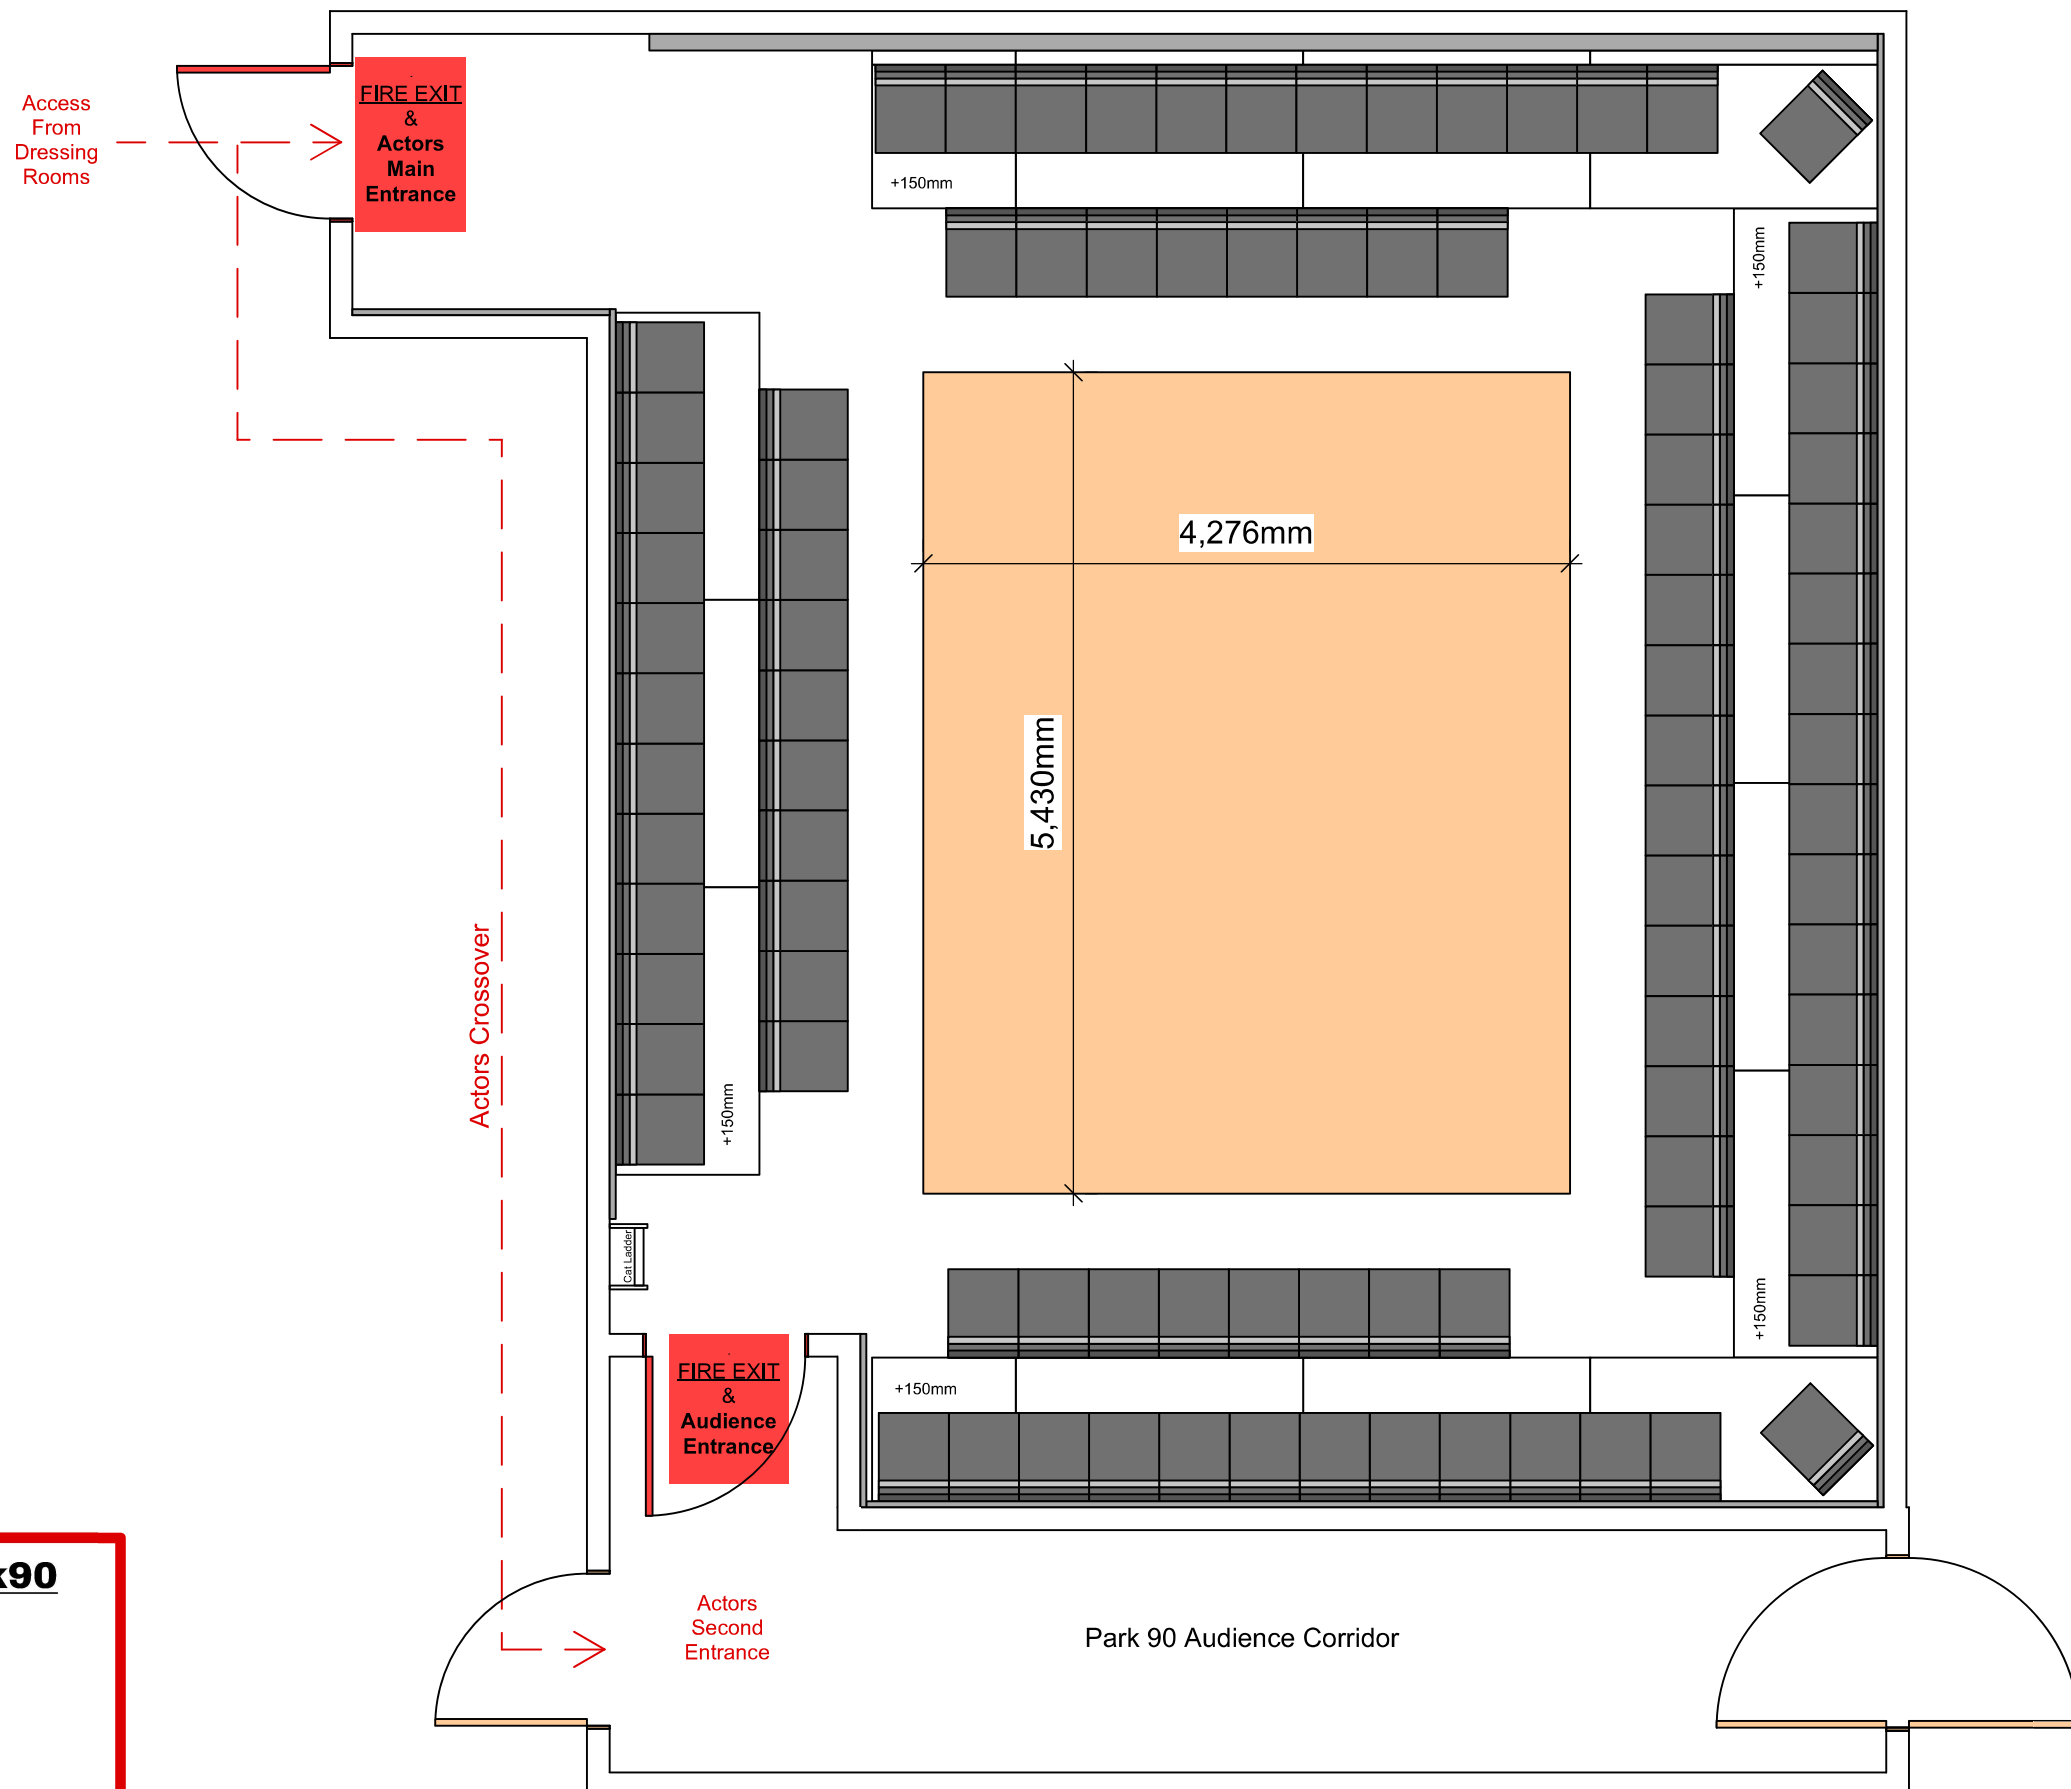 Access
From
Dressing
Rooms
FIRE EXIT
&
Actors
Main
Entrance
+150mm
+150mm
4,276mm
5,430mm
Actors Crossover
+150mm
Cat Ladder
+150mm
FIRE EXIT
&
Audience
Entrance
+150mm
k90
Actors
Second
Entrance
Park 90 Audience Corridor